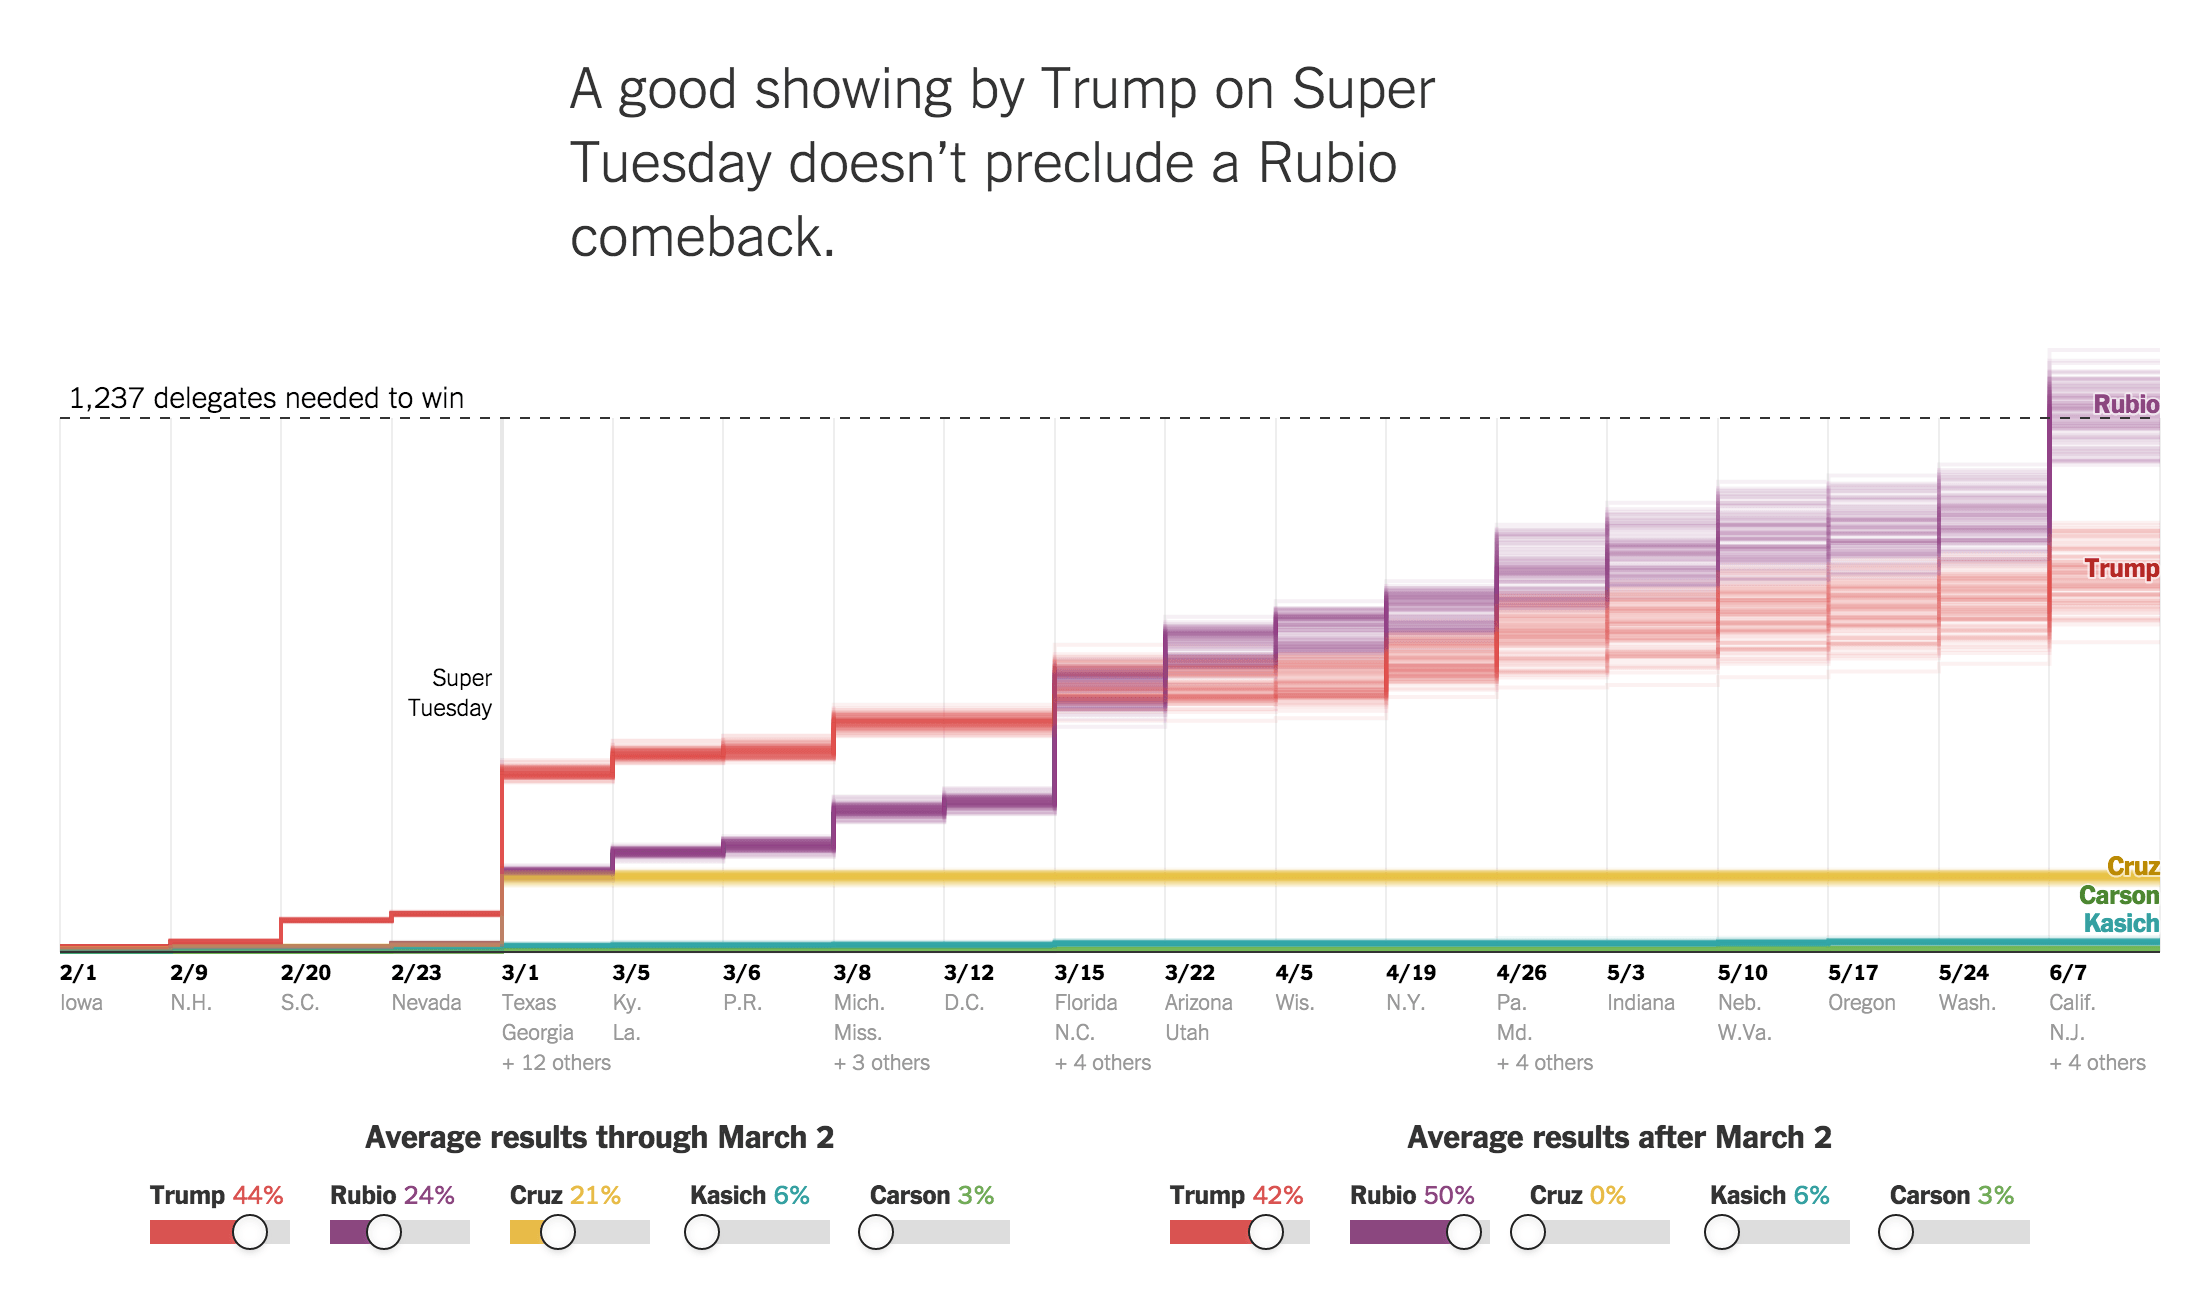 A good showing by Trump on Super
Tuesday doesn’t preclude a Rubio
comeback.
1,237 delegates needed to win
Rubio
Trump
Super
Tuesday
Cruz
Carson
Kasich
2/1 2/9 2/20 2/23 3/1 3/5 3/6 3/8 3/12 3/15 3/22 4/5 4/19 4/26 5/3 5/10 5/17 5/24 6/7
Iowa N.H. S.C. Nevada Texas Ky. P.R. Mich. D.C. Florida Arizona Wis. N.Y. Pa. Indiana Neb. Oregon Wash. Calif.
Georgia La. Miss. N.C. Utah Md. W.Va. N.J.
+ 12 others + 3 others + 4 others + 4 others + 4 others
Average results through March 2
Trump 44% Rubio 24% Cruz 21% Kasich 6% Carson 3%
Average results after March 2
Trump 42% Rubio 50% Cruz 0% Kasich 6% Carson 3%